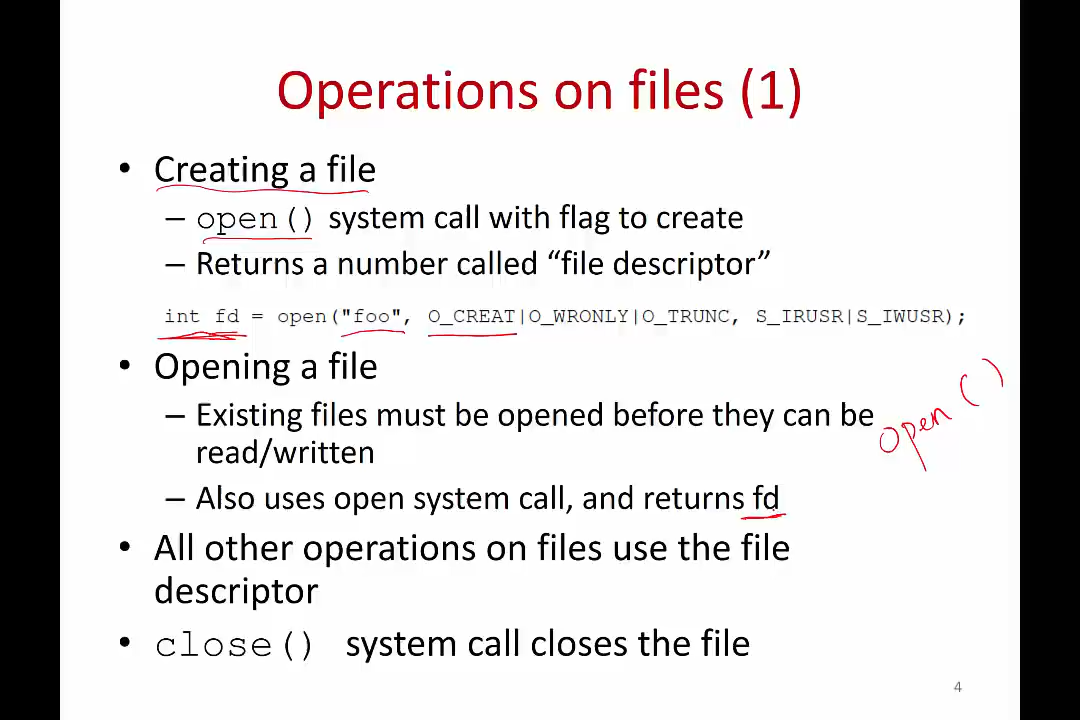 Operations on files (1)
• Creating a file
– open() system call with flag to create
– Returns a number called “file descriptor”
int fd = open("foo", O_CREAT|O_WRONLY|O_TRUNC, S_IRUSR|S_IWUSR);
• Opening a file
– Existing files must be opened before they can be
read/written
open()
– Also uses open system call, and returns fd
• All other operations on files use the file
descriptor
• close() system call closes the file
4